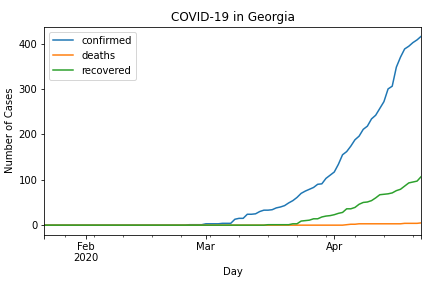 COVID-19 in Georgia
confirmed
deaths
recovered
Number of Cases
400
300
200
100
0
Feb
2020
Mar
Apr
Day